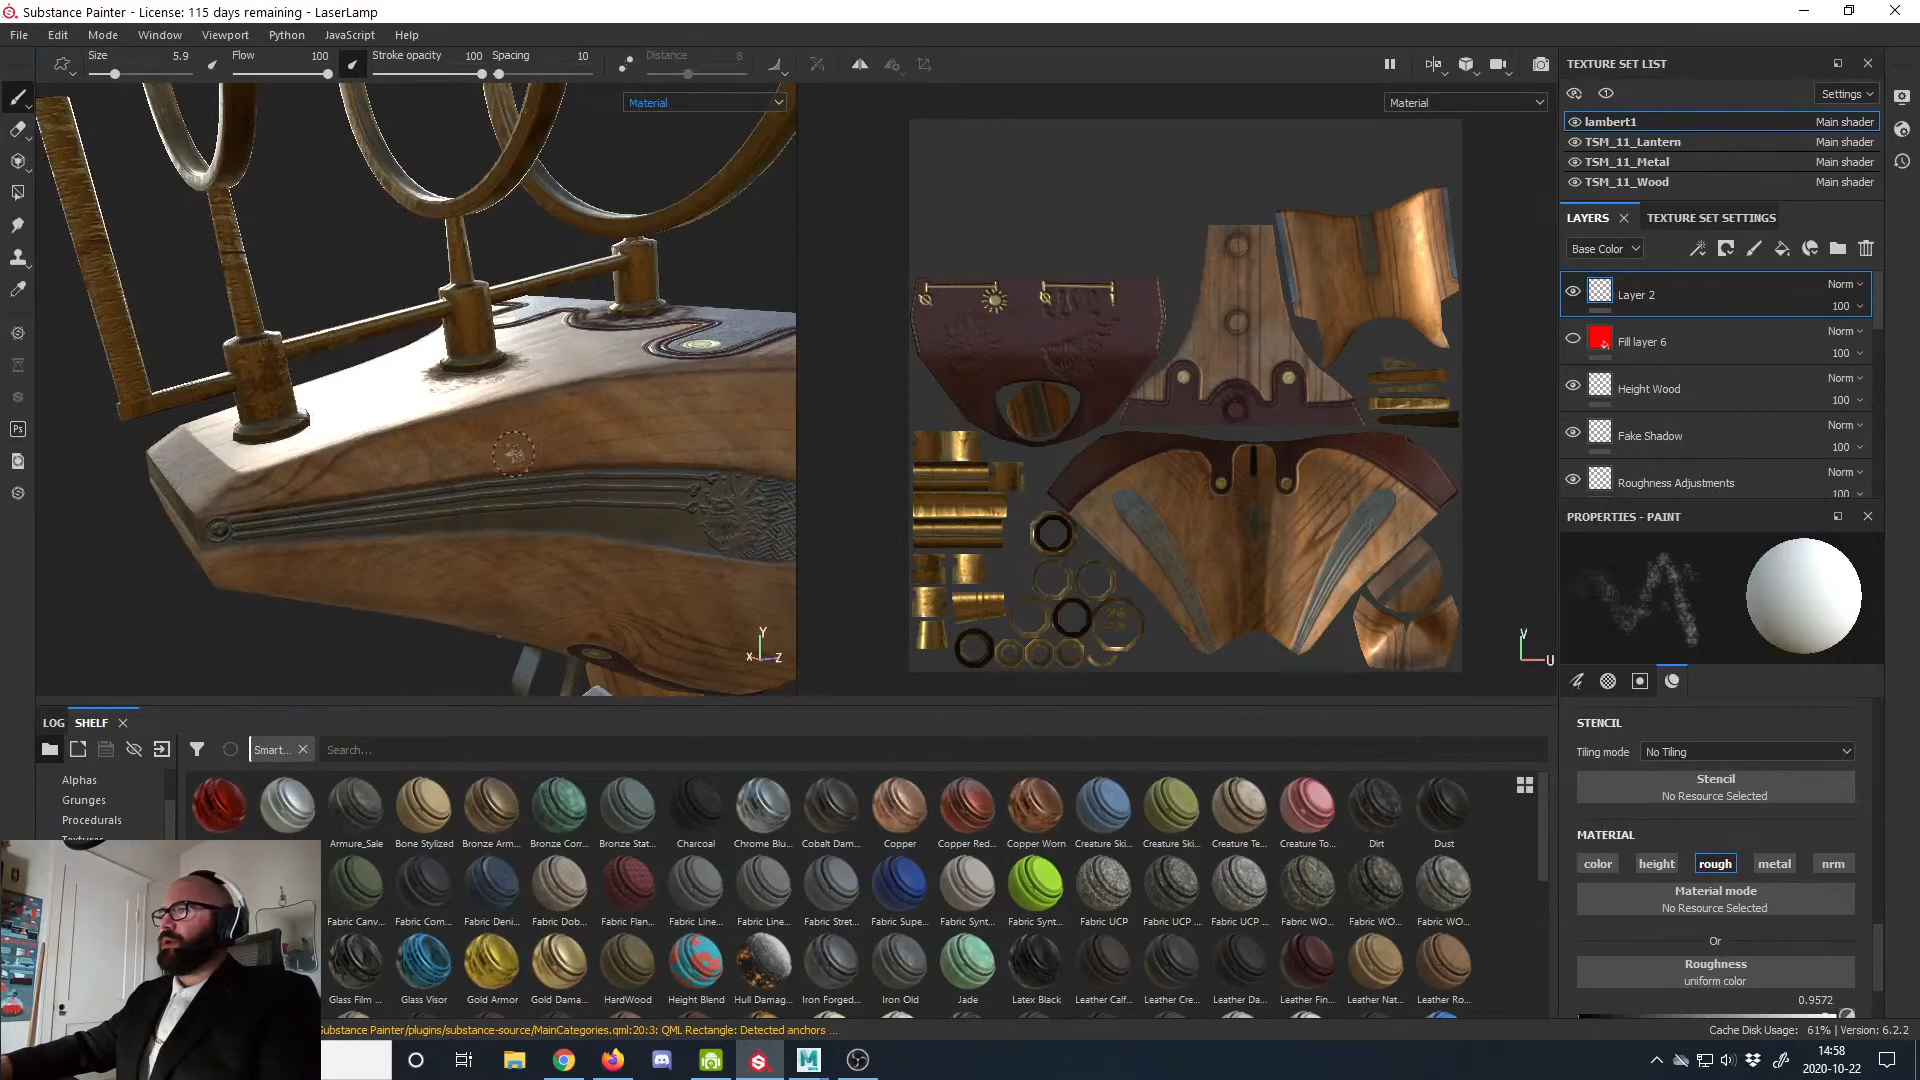 Substance Painter - License: 115 days remaining - LaserLamp
File Edit Mode Window Viewport Python JavaScript Help
Size 5.9 Flow 100 Stroke opacity 100 Spacing 10 Distance 8
Material
Material
TEXTURE SET LIST
Settings
lambert1 Main shader
TSM_11_Lantern Main shader
TSM_11_Metal Main shader
TSM_11_Wood Main shader
LAYERS TEXTURE SET SETTINGS
Base Color
Layer 2 Norm 100
Fill layer 6 Norm 100
Height Wood Norm 100
Fake Shadow Norm 100
Roughness Adjustments Norm 100
PROPERTIES - PAINT
Y
X Z
V
U
STENCIL
Tiling mode No Tiling
Stencil
No Resource Selected
MATERIAL
color height rough metal nrm
Material mode
No Resource Selected
Or
Roughness
uniform color
0.9572
LOG SHELF
Smart... Search...
Alphas
Grunges
Procedurals
Textures
Armure_Sale Bone Stylized Bronze Arm... Bronze Corr... Bronze Stat... Charcoal Chrome Blu... Cobalt Dam... Copper Copper Red... Copper Worn Creature Ski... Creature Ski... Creature Te... Creature To... Dirt Dust
Fabric Canv... Fabric Com... Fabric Deni... Fabric Dob... Fabric Flan... Fabric Line... Fabric Line... Fabric Stret... Fabric Supe... Fabric Synt... Fabric Synt... Fabric UCP Fabric UCP ... Fabric UCP ... Fabric WO... Fabric WO... Fabric WO...
Glass Film ... Glass Visor Gold Armor Gold Dama... HardWood Height Blend Hull Damag... Iron Forged... Iron Old Jade Latex Black Leather Calf... Leather Cre... Leather Da... Leather Fin... Leather Nat... Leather Ro...
Substance Painter/plugins/substance-source/MainCategories.qml:20:3: QML Rectangle: Detected anchors ...
Cache Disk Usage: 61% | Version: 6.2.2
Ps
14:58
2020-10-22